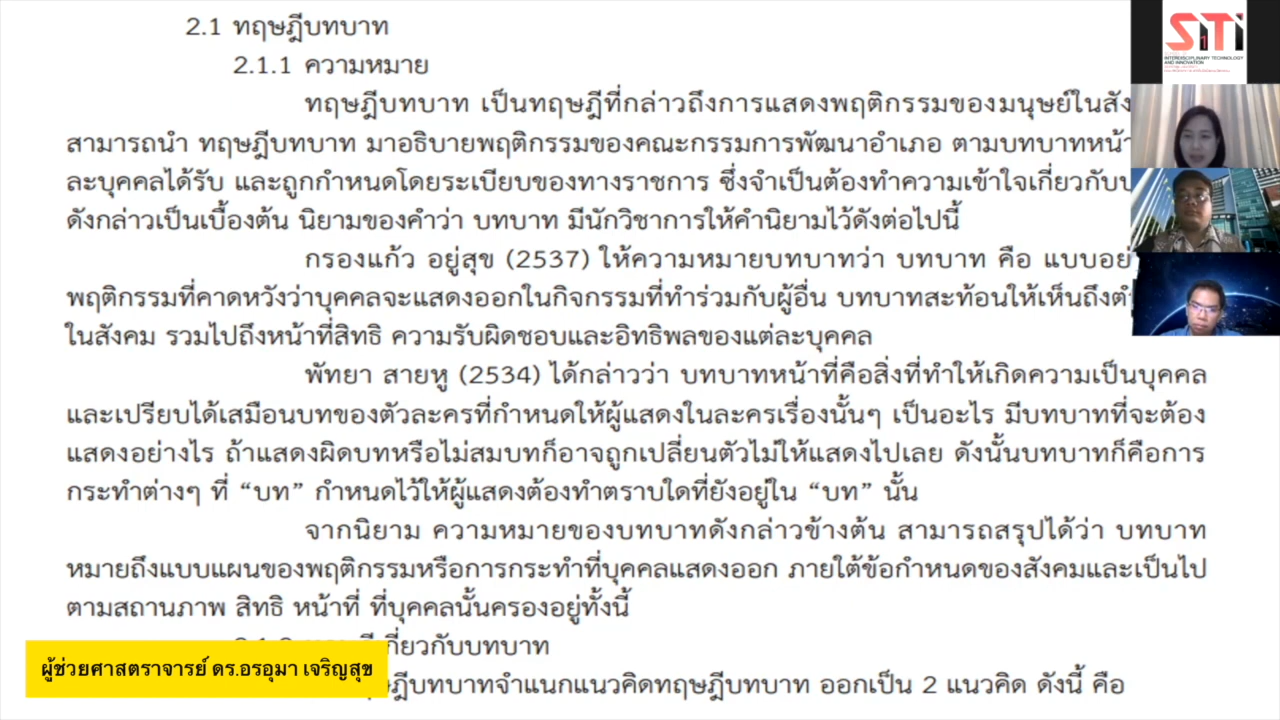 2.1 ทฤษฎีบทบาท
2.1.1 ความหมาย
ทฤษฎีบทบาท เป็นทฤษฎีที่กล่าวถึงการแสดงพฤติกรรมของมนุษย์ในสัง
สามารถนำ ทฤษฎีบทบาท มาอธิบายพฤติกรรมของคณะกรรมการพัฒนาอำเภอ ตามบทบาทหน้า
ละบุคคลได้รับ และถูกกำหนดโดยระเบียบของทางราชการ ซึ่งจำเป็นต้องทำความเข้าใจเกี่ยวกับ
ดังกล่าวเป็นเบื้องต้น นิยามของคำว่า บทบาท มีนักวิชาการให้คำนิยามไว้ดังต่อไปนี้
กรองแก้ว อยู่สุข (2537) ให้ความหมายบทบาทว่า บทบาท คือ แบบอย่
พฤติกรรมที่คาดหวังว่าบุคคลจะแสดงออกในกิจกรรมที่ทำร่วมกับผู้อื่น บทบาทสะท้อนให้เห็นถึง
ในสังคม รวมไปถึงหน้าที่สิทธิ ความรับผิดชอบและอิทธิพลของแต่ละบุคคล
พัทยา สายหู (2534) ได้กล่าวว่า บทบาทหน้าที่คือสิ่งที่ทำให้เกิดความเป็นบุคคล
และเปรียบได้เสมือนบทของตัวละครที่กำหนดให้ผู้แสดงในละครเรื่องนั้นๆ เป็นอะไร มีบทบาทที่จะต้อง
แสดงอย่างไร ถ้าแสดงผิดบทหรือไม่สมบทก็อาจถูกเปลี่ยนตัวไม่ให้แสดงไปเลย ดังนั้นบทบาทก็คือการ
กระทำต่างๆ ที่ “บท” กำหนดไว้ให้ผู้แสดงต้องทำตราบใดที่ยังอยู่ใน “บท” นั้น
จากนิยาม ความหมายของบทบาทดังกล่าวข้างต้น สามารถสรุปได้ว่า บทบาท
หมายถึงแบบแผนของพฤติกรรมหรือการกระทำที่บุคคลแสดงออก ภายใต้ข้อกำหนดของสังคมและเป็นไป
ตามสถานภาพ สิทธิ หน้าที่ ที่บุคคลนั้นครองอยู่ทั้งนี้
กี่ยวกับบทบาท
ฎีบทบาทจำแนกแนวคิดทฤษฎีบทบาท ออกเป็น 2 แนวคิด ดังนี้ คือ
ผู้ช่วยศาสตราจารย์ ดร.อรอุมา เจริญสุข
SiTi
INTERDISCIPLINARY TECHNOLOGY
AND INNOVATION